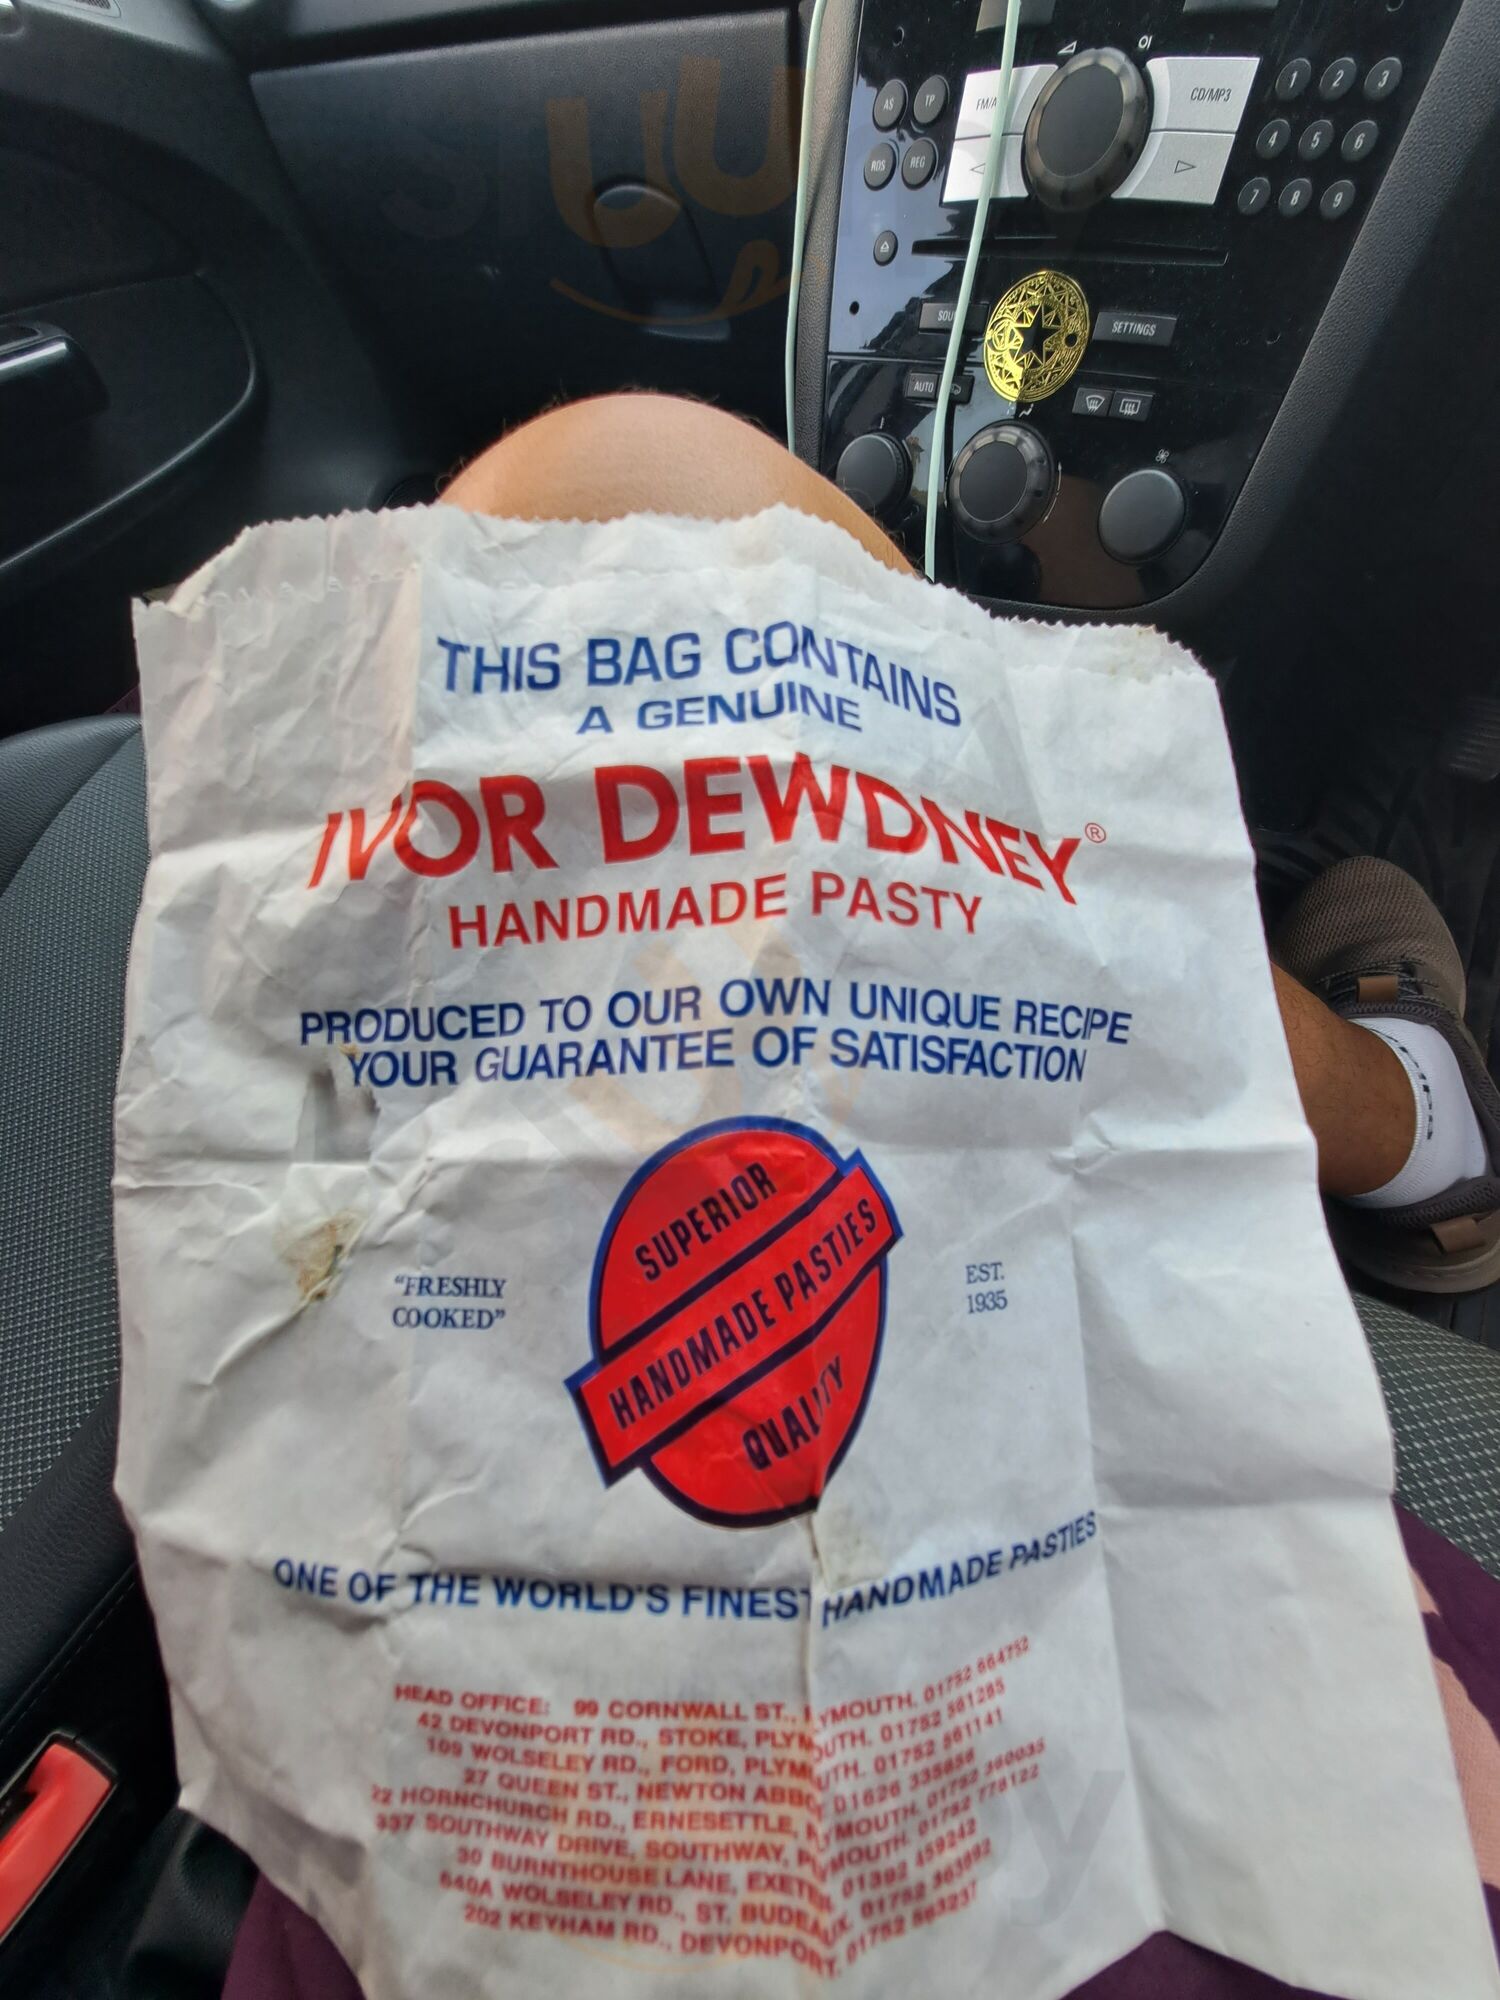 AS TP FM/A CD/MP3 1 2 3
RDS REG 4 5 6
7 8 9
SETTINGS
AUTO
THIS BAG CONTAINS
A GENUINE
IVOR DEWDNEY®
HANDMADE PASTY
PRODUCED TO OUR OWN UNIQUE RECIPE
YOUR GUARANTEE OF SATISFACTION
SUPERIOR
HANDMADE PASTIES
QUALITY
"FRESHLY
COOKED"
EST.
1935
ONE OF THE WORLD'S FINEST HANDMADE PASTIES
HEAD OFFICE: 99 CORNWALL ST., PLYMOUTH. 01752 664752
42 DEVONPORT RD., STOKE, PLYMOUTH. 01752 561285
109 WOLSELEY RD., FORD, PLYMOUTH. 01752 561141
27 QUEEN ST., NEWTON ABBOT 01626 335858
22 HORNCHURCH RD., ERNESETTLE, PLYMOUTH. 01752 360035
337 SOUTHWAY DRIVE, SOUTHWAY, PLYMOUTH. 01752 778122
30 BURNTHOUSE LANE, EXETER. 01392 459242
640A WOLSELEY RD., ST. BUDEAUX. 01752 363892
202 KEYHAM RD., DEVONPORT. 01752 563237